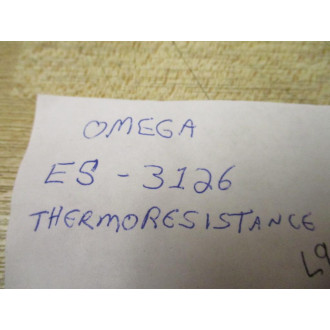 OMEGA
ES - 3126
THERMORESISTANCE